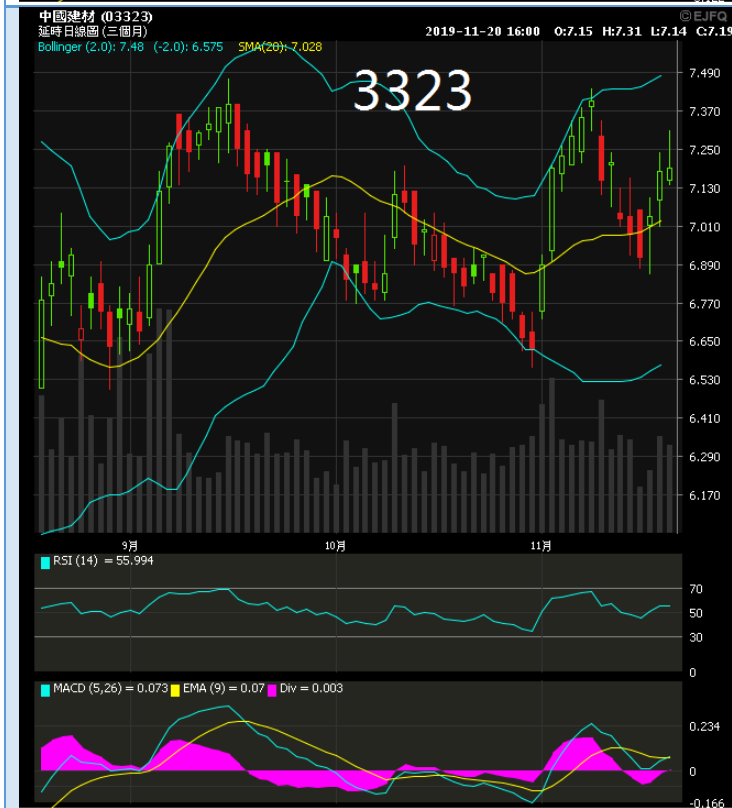 中國建材 (03323)
©EJFQ
延時日線圖 (三個月)
2019-11-20 16:00 O:7.15 H:7.31 L:7.14 C:7.19
Bollinger (2.0): 7.48 (-2.0): 6.575 SMA(20): 7.028
3323
7.490
7.370
7.250
7.130
7.010
6.890
6.770
6.650
6.530
6.410
6.290
6.170
9月 10月 11月
RSI (14) = 55.994
70
50
30
0
MACD (5,26) = 0.073 EMA (9) = 0.07 Div = 0.003
0.234
0
-0.166